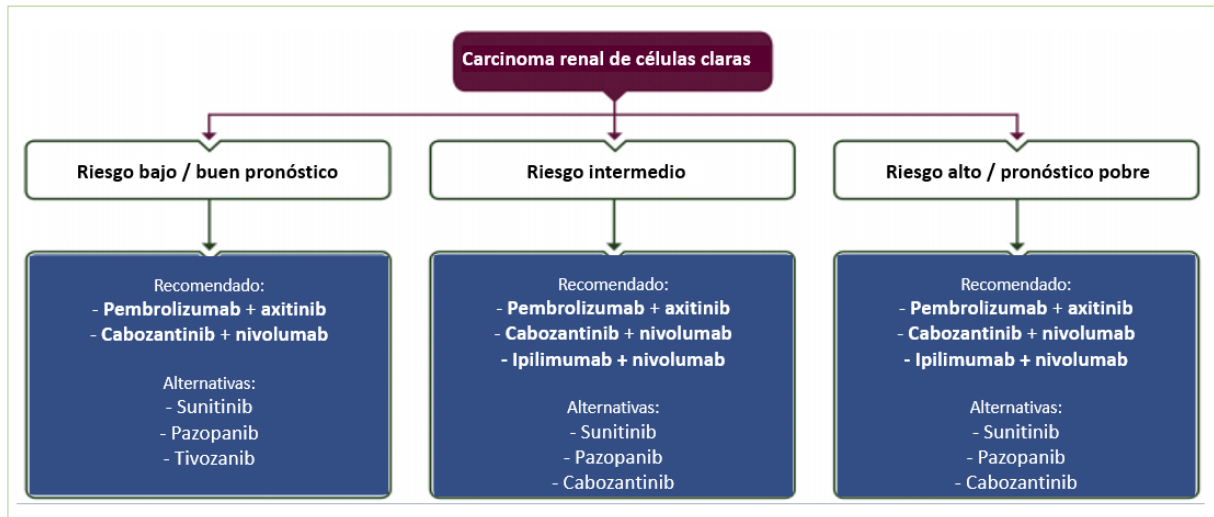 Carcinoma renal de células claras
Riesgo bajo / buen pronóstico
Riesgo intermedio
Riesgo alto / pronóstico pobre
Recomendado:
- Pembrolizumab + axitinib
- Cabozantinib + nivolumab
Alternativas:
- Sunitinib
- Pazopanib
- Tivozanib
Recomendado:
- Pembrolizumab + axitinib
- Cabozantinib + nivolumab
- Ipilimumab + nivolumab
Alternativas:
- Sunitinib
- Pazopanib
- Cabozantinib
Recomendado:
- Pembrolizumab + axitinib
- Cabozantinib + nivolumab
- Ipilimumab + nivolumab
Alternativas:
- Sunitinib
- Pazopanib
- Cabozantinib